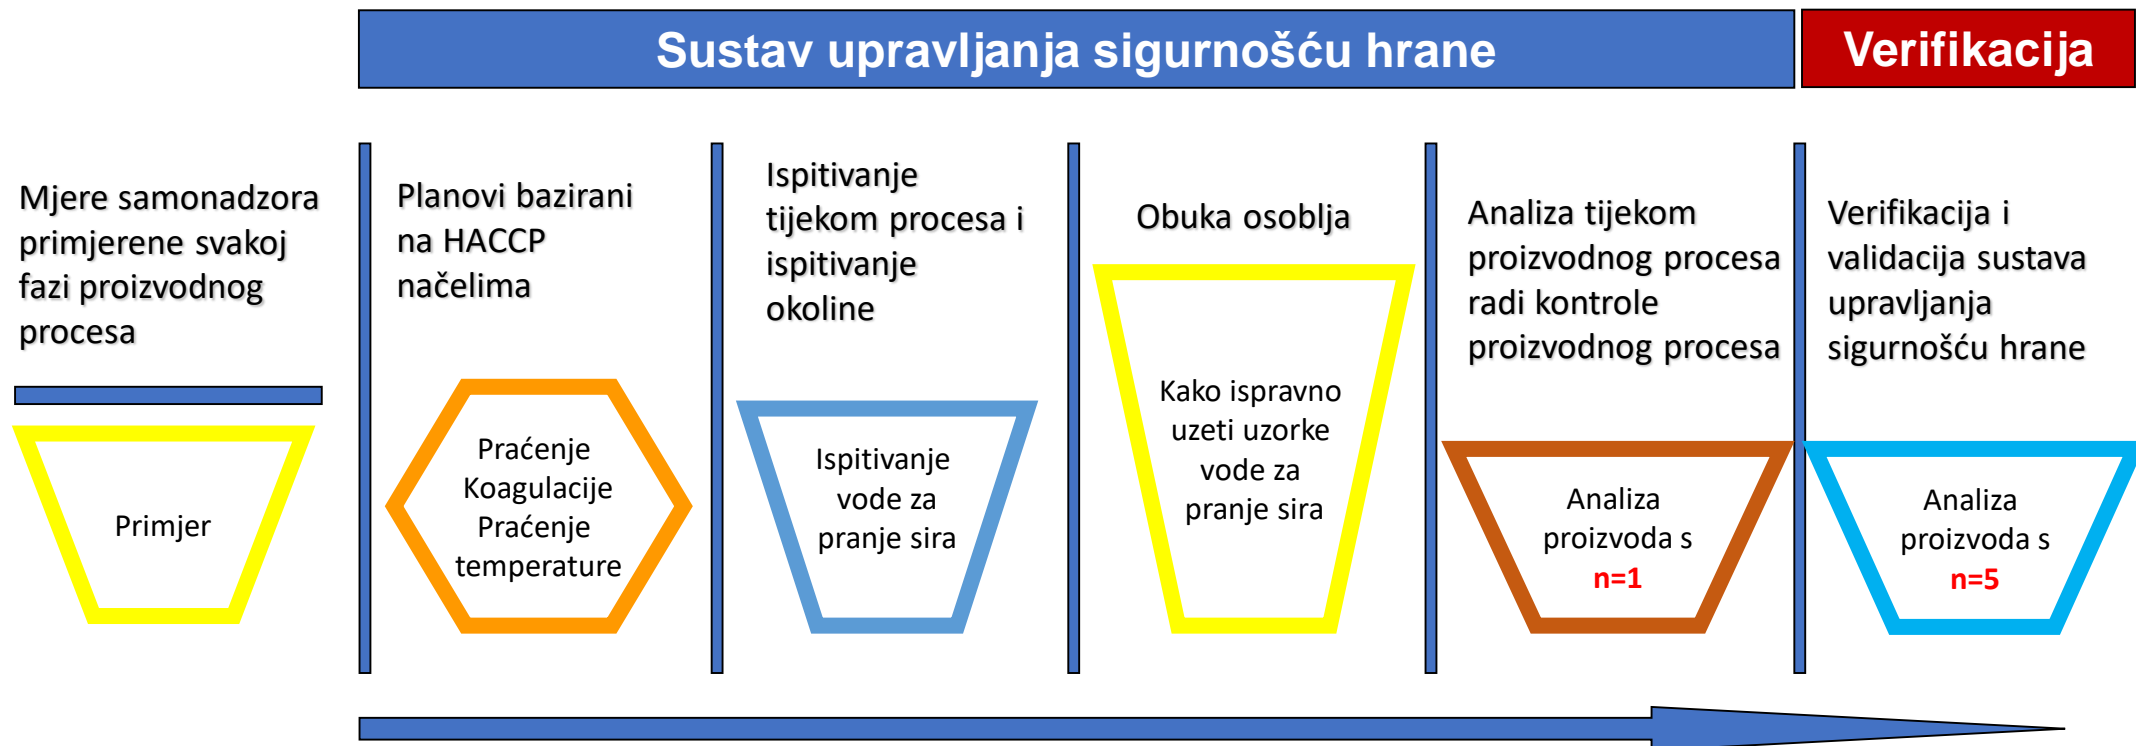 Sustav upravljanja sigurnošću hrane
Verifikacija
Mjere samonadzora
primjerene svakoj
fazi proizvodnog
procesa
Primjer
Planovi bazirani
na HACCP
načelima
Praćenje
Koagulacije
Praćenje
temperature
Ispitivanje
tijekom procesa i
ispitivanje
okoline
Ispitivanje
vode za
pranje sira
Obuka osoblja
Kako ispravno
uzeti uzorke
vode za
pranje sira
Analiza tijekom
proizvodnog procesa
radi kontrole
proizvodnog procesa
Analiza
proizvoda s
n=1
Verifikacija i
validacija sustava
upravljanja
sigurnošću hrane
Analiza
proizvoda s
n=5